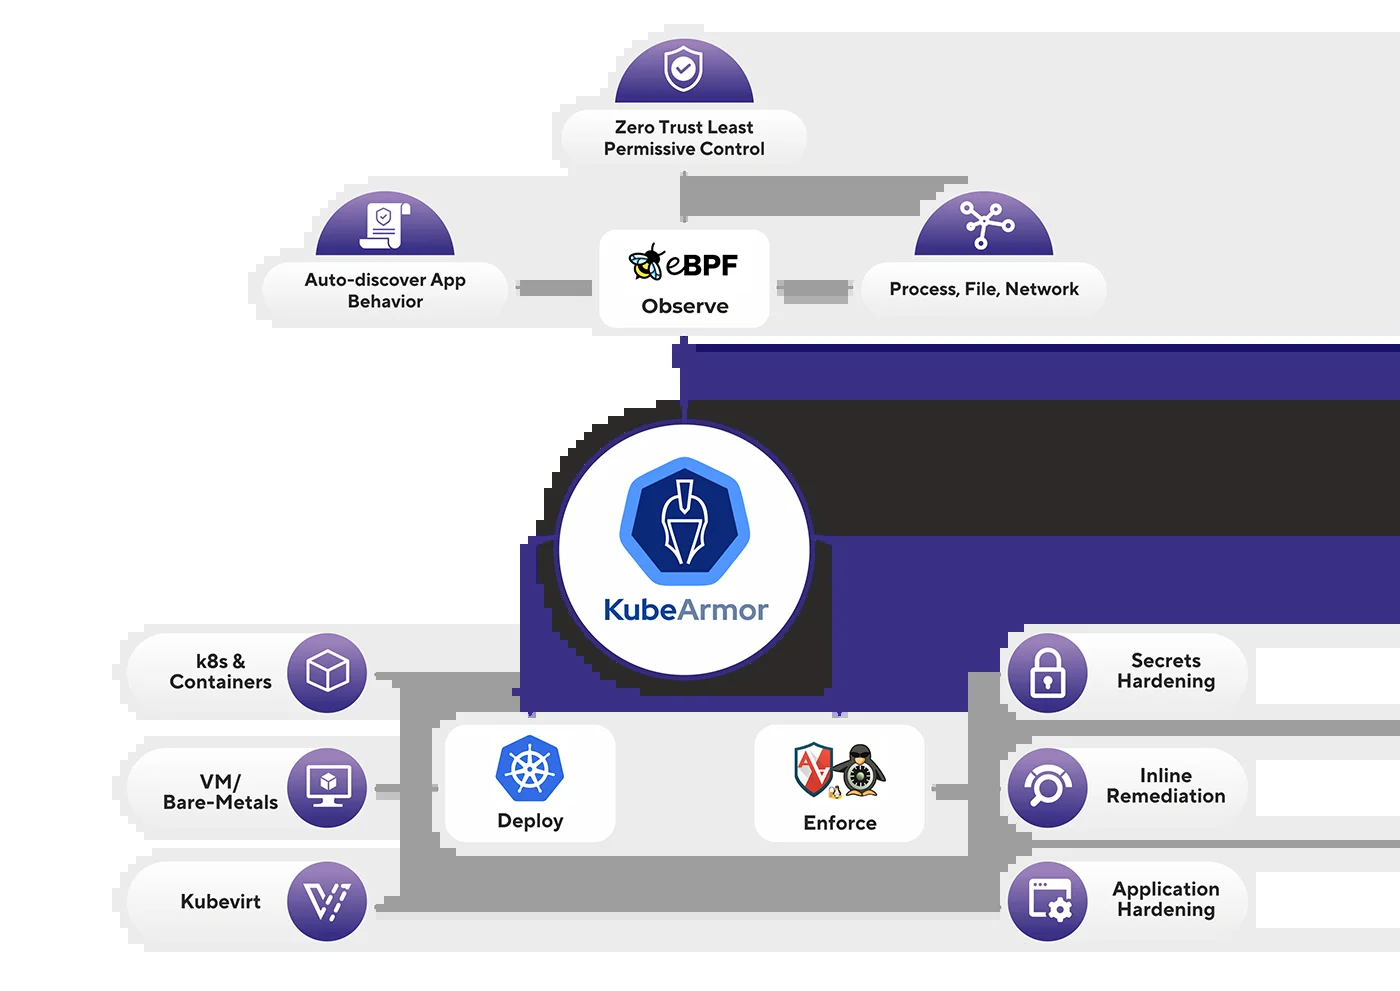 Zero Trust Least
Permissive Control
Auto-discover App
Behavior
eBPF
Observe
Process, File, Network
KubeArmor
k8s &
Containers
VM/
Bare-Metals
Kubevirt
Deploy
Enforce
Secrets
Hardening
Inline
Remediation
Application
Hardening